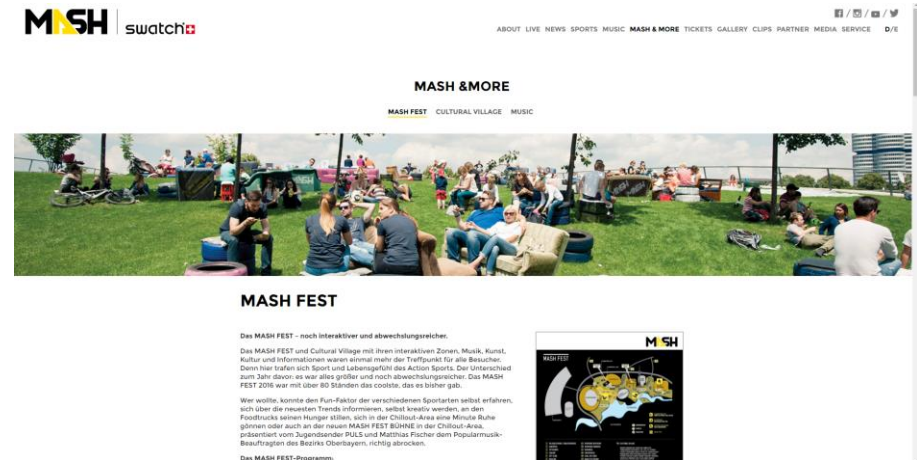 MASH swatch
ABOUT LIVE NEWS SPORTS MUSIC MASH & MORE TICKETS GALLERY CLIPS PARTNER MEDIA SERVICE D/E
MASH &MORE
MASH FEST CULTURAL VILLAGE MUSIC
MASH FEST
Das MASH FEST – noch interaktiver und abwechslungsreicher.
Das MASH FEST und Cultural Village mit ihren interaktiven Zonen, Musik, Kunst,
Kultur und Informationen waren einmal mehr der Treffpunkt für alle Besucher.
Denn hier trafen sich Sport und Lebensgefühl des Action Sports. Der Unterschied
zum Jahr davor: es war alles größer und noch abwechslungsreicher. Das MASH
FEST 2016 war mit über 80 Ständen das coolste, das es bisher gab.
Wer wollte, konnte den Fun-Faktor der verschiedenen Sportarten selbst erfahren,
sich über die neuesten Trends informieren, selbst kreativ werden, an den
Foodtrucks seinen Hunger stillen, sich in der Chillout-Area eine Minute Ruhe
gönnen oder auch an der neuen MASH FEST BÜHNE in der Chillout-Area,
präsentiert vom Jugendsender PULS und Matthias Fischer dem Popularmusik-
Beauftragten des Bezirks Oberbayern, richtig abrocken.
Das MASH FEST-Programm:
MASH
MASH FEST